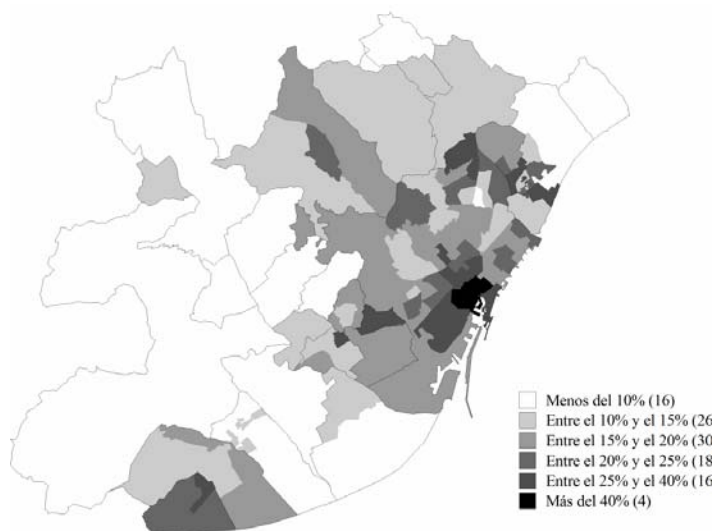 Menos del 10% (16)
Entre el 10% y el 15% (26
Entre el 15% y el 20% (30
Entre el 20% y el 25% (18
Entre el 25% y el 40% (16
Más del 40% (4)